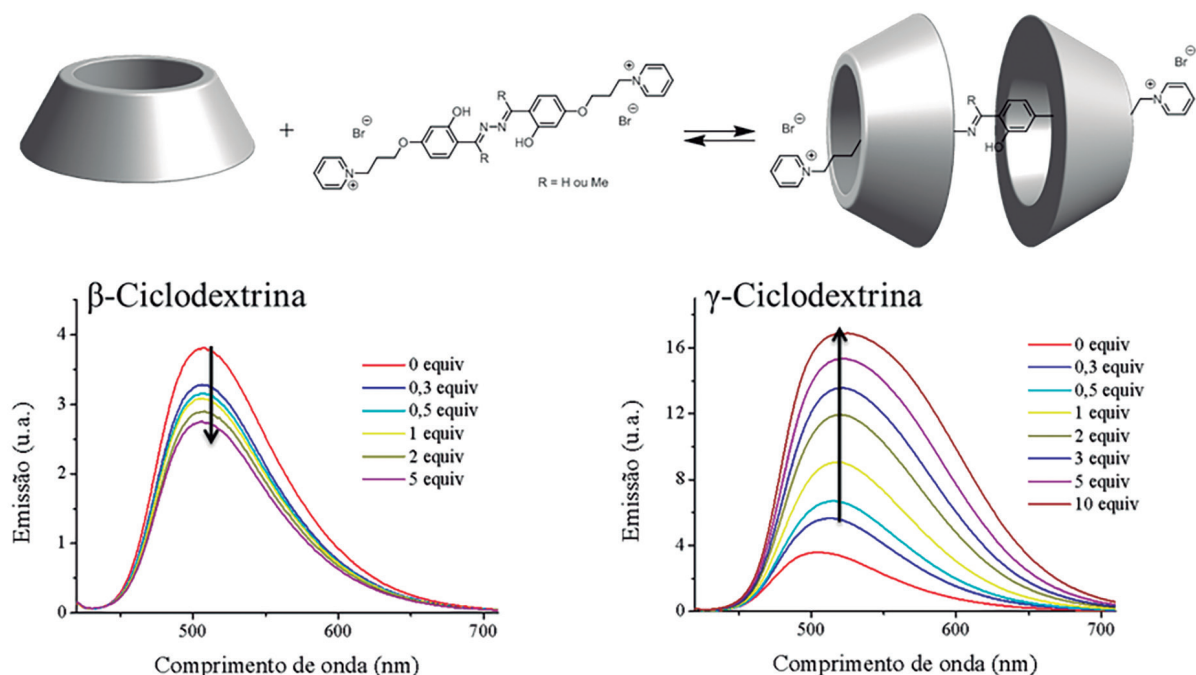 +
Br⊖
O
OH
R
N-N
R
OH
O
N⊕
Br⊖
N⊕
R = H ou Me
Br⊖
N⊕
R
N
HO
N⊕
Br⊖
β-Ciclodextrina
Emissão (u.a.)
4
3
2
1
0
500
600
700
Comprimento de onda (nm)
0 equiv
0,3 equiv
0,5 equiv
1 equiv
2 equiv
5 equiv
γ-Ciclodextrina
Emissão (u.a.)
16
12
8
4
0
500
600
700
Comprimento de onda (nm)
0 equiv
0,3 equiv
0,5 equiv
1 equiv
2 equiv
3 equiv
5 equiv
10 equiv